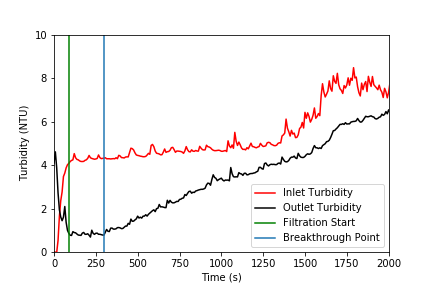 10
8
6
4
2
0
Turbidity (NTU)
Inlet Turbidity
Outlet Turbidity
Filtration Start
Breakthrough Point
0 250 500 750 1000 1250 1500 1750 2000
Time (s)